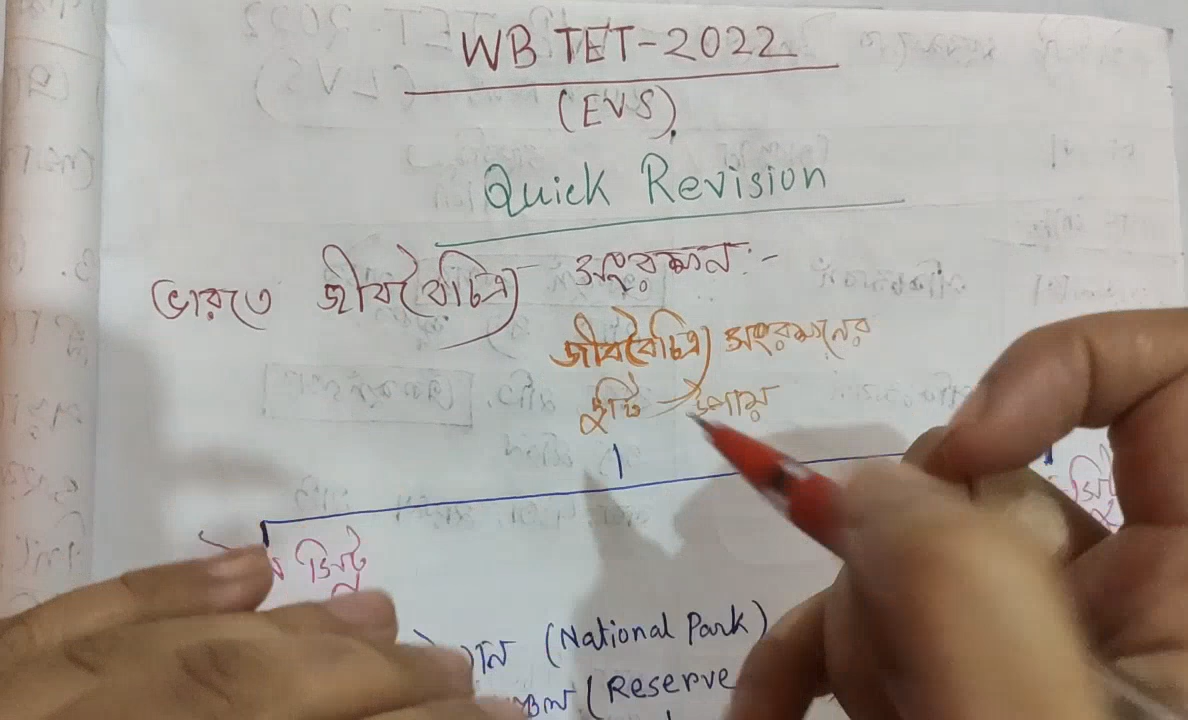 WB TET-2022
(EVS)
Quick Revision
ভারতে জীববৈচিত্র্য সংরক্ষণ:-
জীববৈচিত্র্য সংরক্ষণের
দুটি উপায়
সিটু
(National Park)
(Reserve